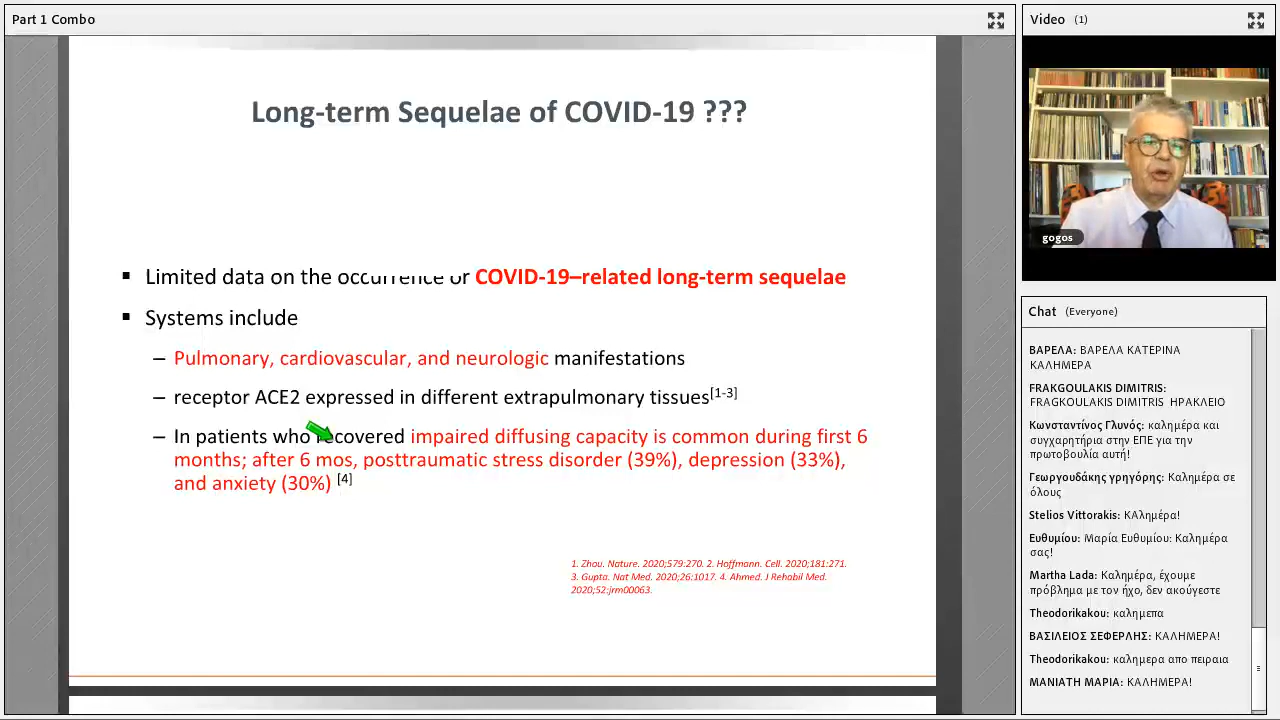 Part 1 Combo
Long-term Sequelae of COVID-19 ???
▪ Limited data on the occurrence of COVID-19–related long-term sequelae
▪ Systems include
– Pulmonary, cardiovascular, and neurologic manifestations
– receptor ACE2 expressed in different extrapulmonary tissues[1-3]
– In patients who recovered impaired diffusing capacity is common during first 6
months; after 6 mos, posttraumatic stress disorder (39%), depression (33%),
and anxiety (30%) [4]
1. Zhou. Nature. 2020;579:270. 2. Hoffmann. Cell. 2020;181:271.
3. Gupta. Nat Med. 2020;26:1017. 4. Ahmed. J Rehabil Med.
2020;52:jrm00063.
Video (1)
gogos
Chat (Everyone)
ΒΑΡΕΛΑ: ΒΑΡΕΛΑ ΚΑΤΕΡΙΝΑ
ΚΑΛΗΜΕΡΑ
FRAKGOULAKIS DIMITRIS:
FRAGKOULAKIS DIMITRIS ΗΡΑΚΛΕΙΟ
Κωνσταντίνος Γλυνός: καλημέρα και
συγχαρητήρια στην ΕΠΕ για την
πρωτοβουλία αυτή!
Γεωργουδάκης γρηγόρης: Καλημέρα σε
όλους
Stelios Vittorakis: ΚΑλημέρα!
Ευθυμίου: Μαρία Ευθυμίου: Καλημέρα
σας!
Martha Lada: Καλημέρα, έχουμε
πρόβλημα με τον ήχο, δεν ακούγεστε
Theodorikakou: καλημεπα
ΒΑΣΙΛΕΙΟΣ ΣΕΦΕΡΛΗΣ: ΚΑΛΗΜΕΡΑ!
Theodorikakou: καλημερα απο πειραια
ΜΑΝΙΑΤΗ ΜΑΡΙΑ: ΚΑΛΗΜΕΡΑ!